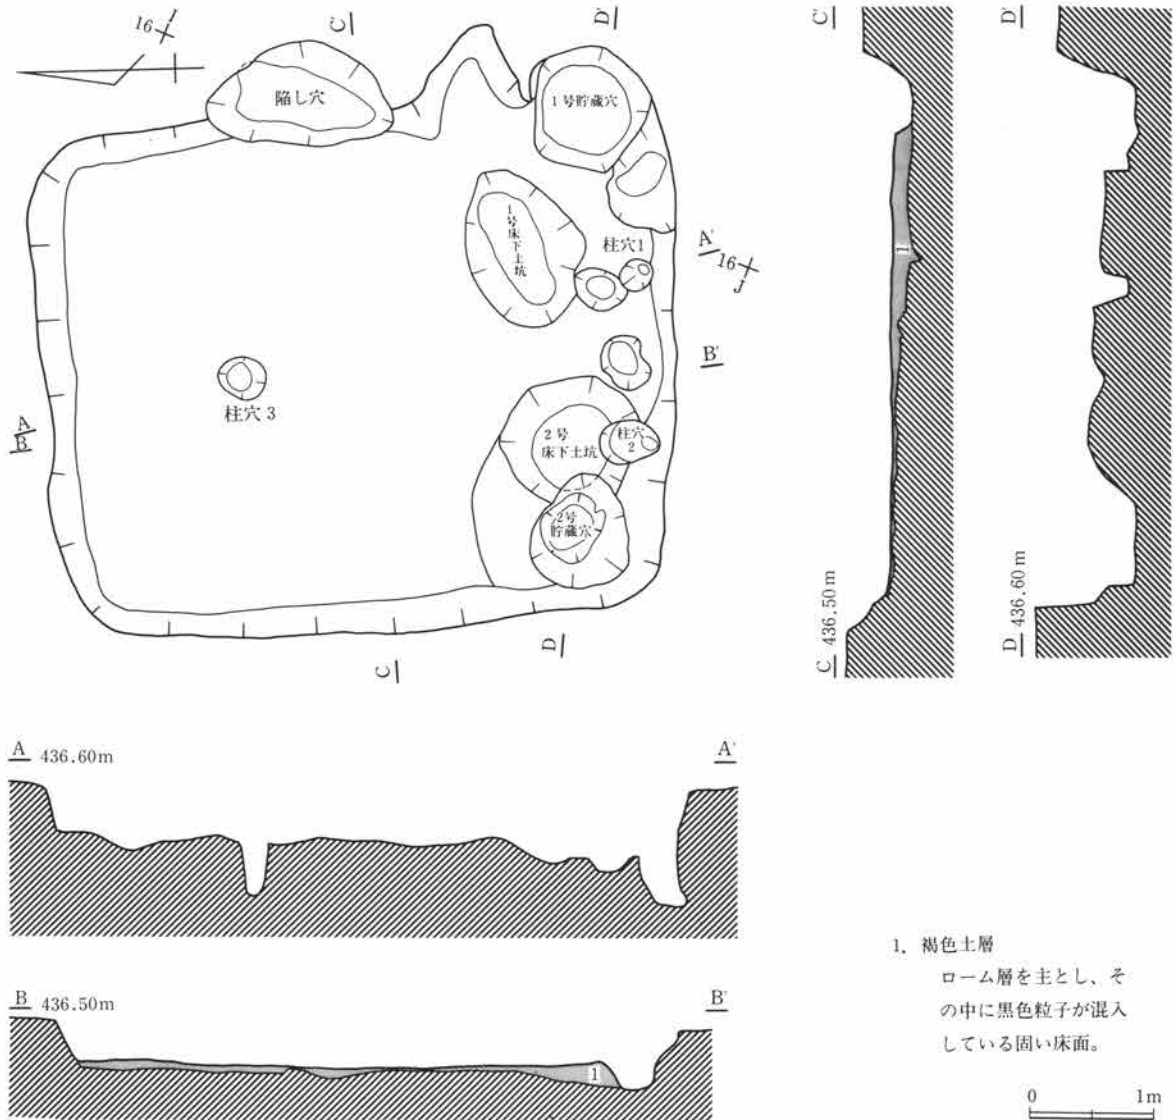 C'
D'
16 I
陥し穴
1号貯蔵穴
1号床下土坑
柱穴1
A'
16
J
B'
柱穴 3
A
B
2号
床下土坑
柱穴
2
2号
貯蔵穴
C
D
C'
1
C 436.50m
D'
D 436.60m
A 436.60m
A'
B 436.50m
B'
1
1. 褐色土層
ローム層を主とし、そ
の中に黒色粒子が混入
している固い床面。
0 1m